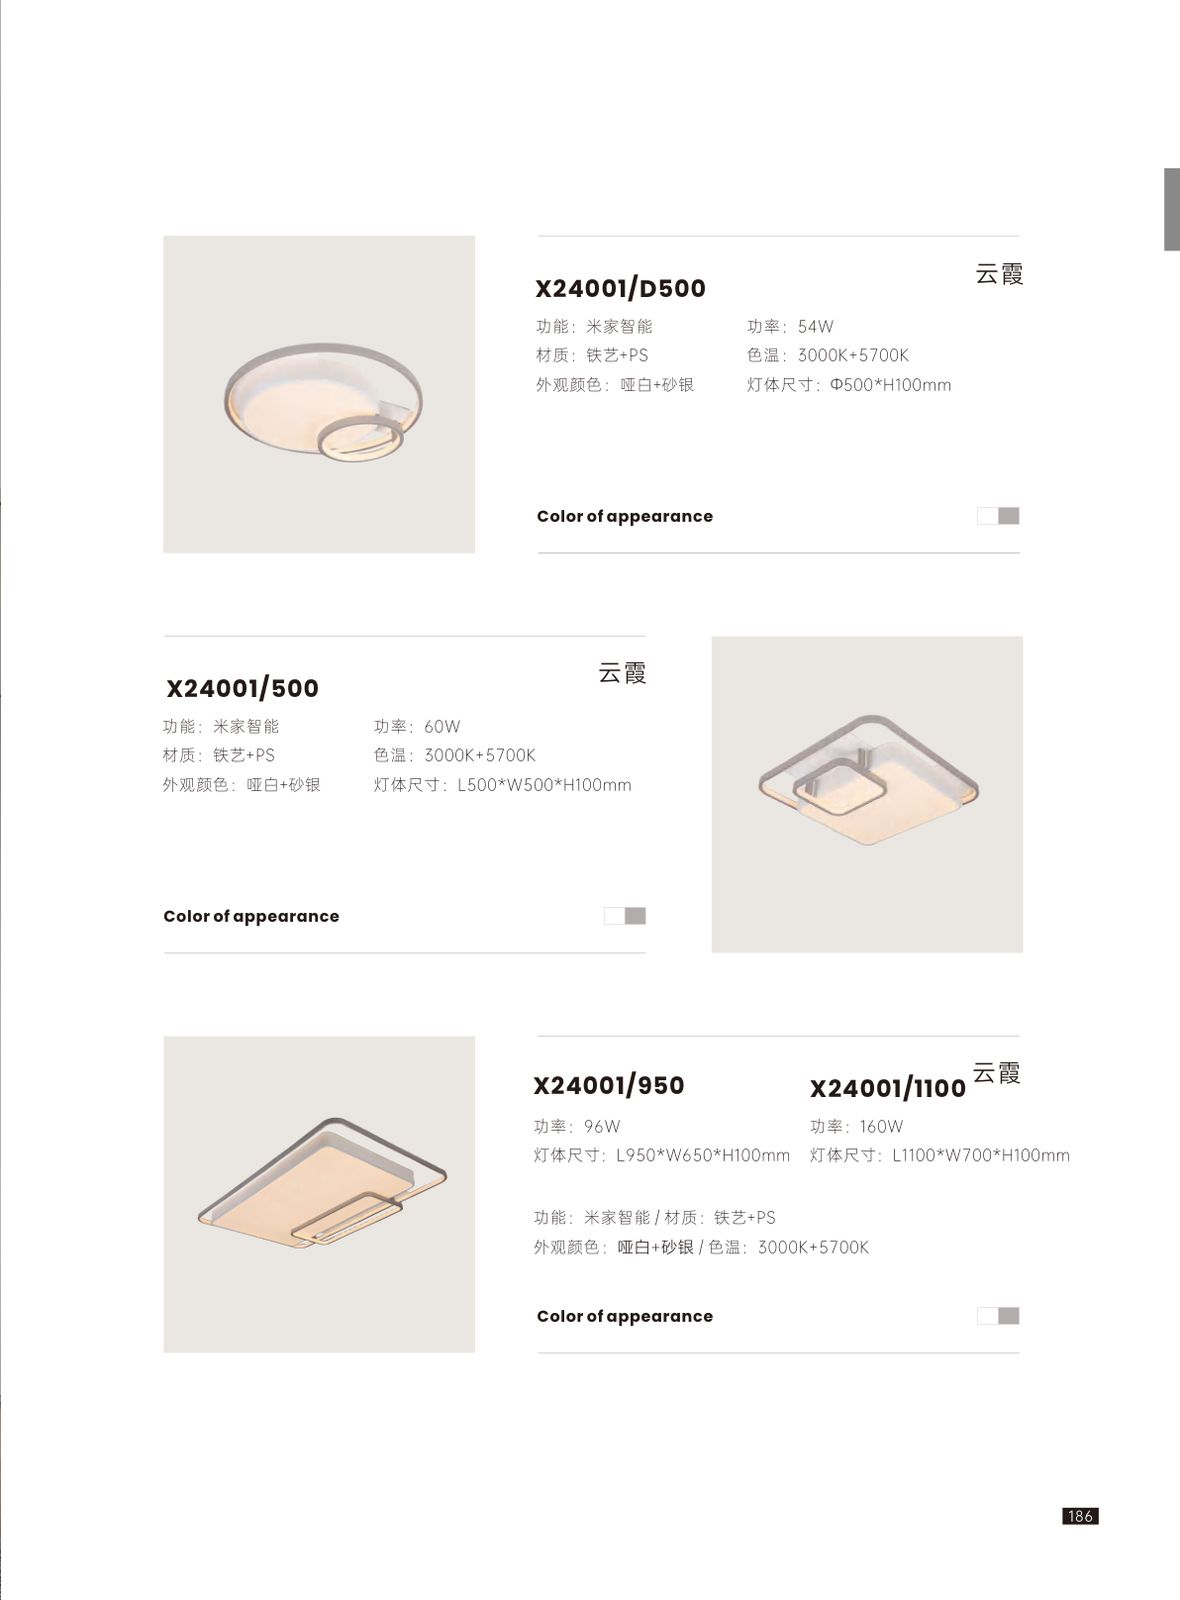 云霞
X24001/D500
功能：米家智能 功率：54W
材质：铁艺+PS 色温：3000K+5700K
外观颜色：哑白+砂银 灯体尺寸：Φ500*H100mm
Color of appearance
云霞
X24001/500
功能：米家智能 功率：60W
材质：铁艺+PS 色温：3000K+5700K
外观颜色：哑白+砂银 灯体尺寸：L500*W500*H100mm
Color of appearance
云霞
X24001/950 X24001/1100
功率：96W 功率：160W
灯体尺寸：L950*W650*H100mm 灯体尺寸：L1100*W700*H100mm
功能：米家智能 / 材质：铁艺+PS
外观颜色：哑白+砂银 / 色温：3000K+5700K
Color of appearance
186